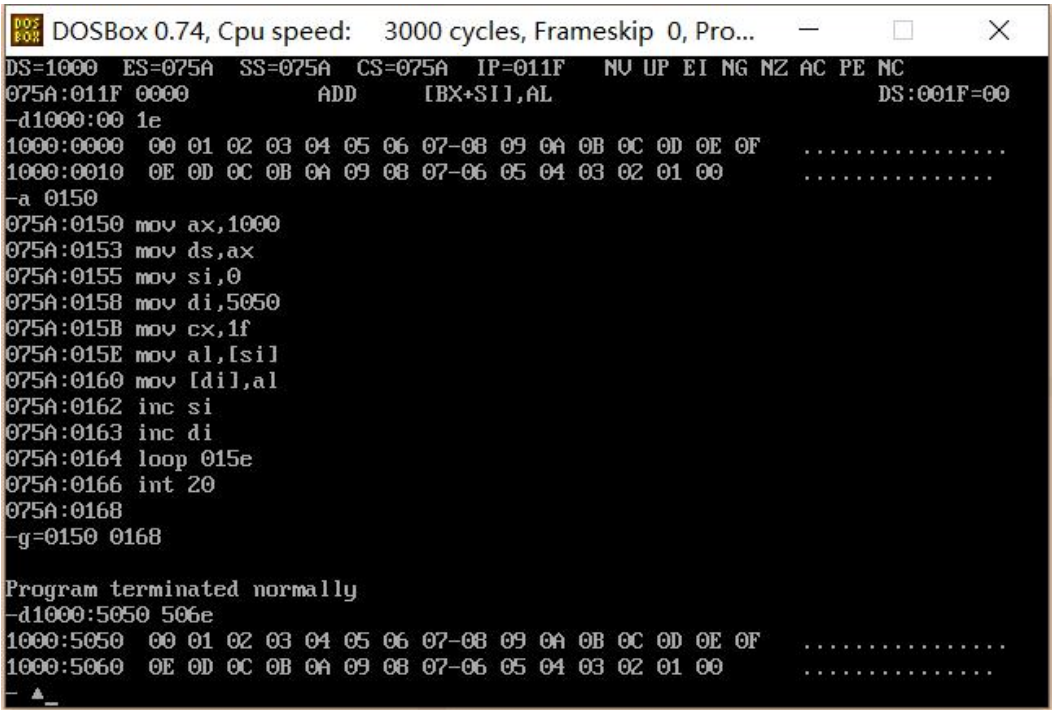 DOS BOX DOSBox 0.74, Cpu speed: 3000 cycles, Frameskip 0, Pro...
DS=1000 ES=075A SS=075A CS=075A IP=011F NV UP EI NG NZ AC PE NC
075A:011F 0000 ADD [BX+SI],AL DS:001F=00
-d1000:00 1e
1000:0000 00 01 02 03 04 05 06 07-08 09 0A 0B 0C 0D 0E 0F ................
1000:0010 0E 0D 0C 0B 0A 09 08 07-06 05 04 03 02 01 00 ...............
-a 0150
075A:0150 mov ax,1000
075A:0153 mov ds,ax
075A:0155 mov si,0
075A:0158 mov di,5050
075A:015B mov cx,1f
075A:015E mov al,[si]
075A:0160 mov [di],al
075A:0162 inc si
075A:0163 inc di
075A:0164 loop 015e
075A:0166 int 20
075A:0168
-g=0150 0168
Program terminated normally
-d1000:5050 506e
1000:5050 00 01 02 03 04 05 06 07-08 09 0A 0B 0C 0D 0E 0F ................
1000:5060 0E 0D 0C 0B 0A 09 08 07-06 05 04 03 02 01 00 ...............
- ▲_